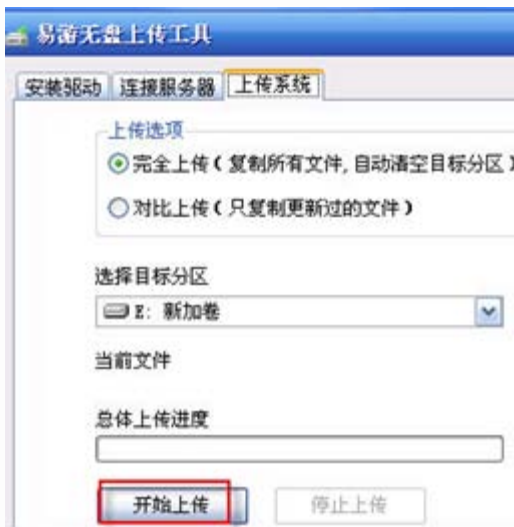 易游无盘上传工具
安装驱动 连接服务器 上传系统
上传选项
完全上传(复制所有文件,自动清空目标分区)
对比上传(只复制更新过的文件)
选择目标分区
E: 新加卷
当前文件
总体上传进度
开始上传 停止上传